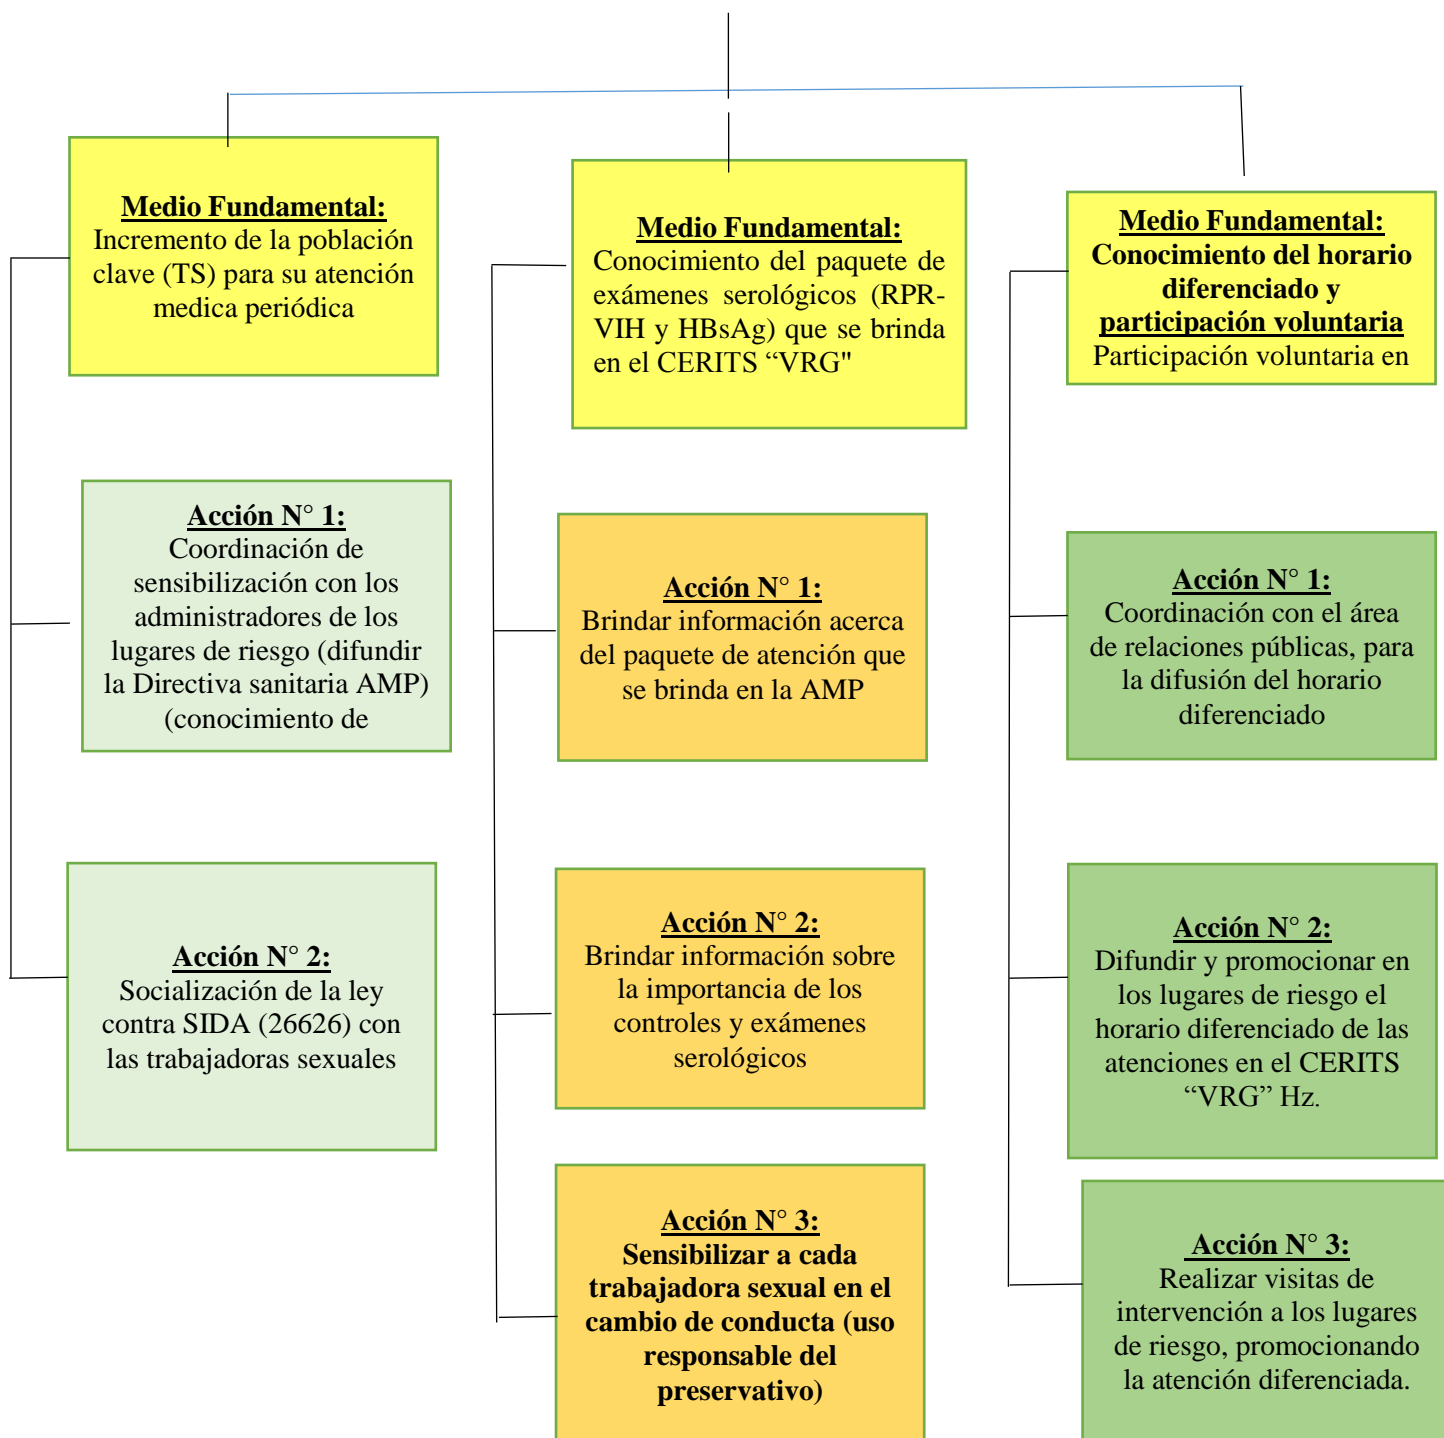 Medio Fundamental:
Incremento de la población
clave (TS) para su atención
medica periódica
Acción N° 1:
Coordinación de
sensibilización con los
administradores de los
lugares de riesgo (difundir
la Directiva sanitaria AMP)
(conocimiento de
Acción N° 2:
Socialización de la ley
contra SIDA (26626) con
las trabajadoras sexuales
Medio Fundamental:
Conocimiento del paquete de
exámenes serológicos (RPR-
VIH y HBsAg) que se brinda
en el CERITS “VRG"
Acción N° 1:
Brindar información acerca
del paquete de atención que
se brinda en la AMP
Acción N° 2:
Brindar información sobre
la importancia de los
controles y exámenes
serológicos
Acción N° 3:
Sensibilizar a cada
trabajadora sexual en el
cambio de conducta (uso
responsable del
preservativo)
Medio Fundamental:
Conocimiento del horario
diferenciado y
participación voluntaria
Participación voluntaria en
Acción N° 1:
Coordinación con el área
de relaciones públicas, para
la difusión del horario
diferenciado
Acción N° 2:
Difundir y promocionar en
los lugares de riesgo el
horario diferenciado de las
atenciones en el CERITS
“VRG” Hz.
Acción N° 3:
Realizar visitas de
intervención a los lugares
de riesgo, promocionando
la atención diferenciada.